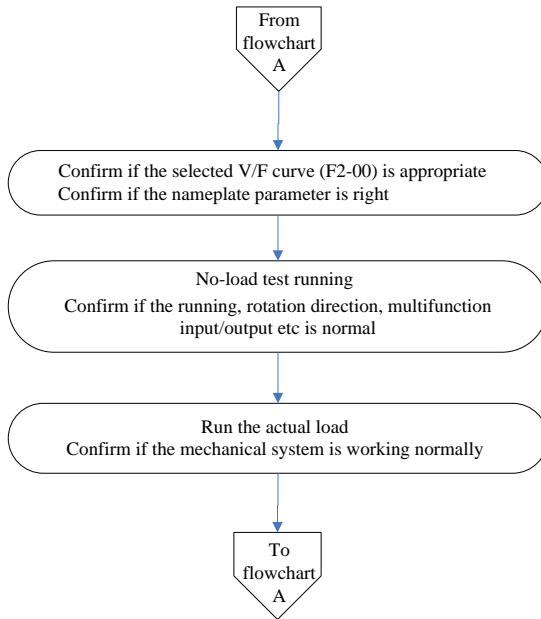 From
flowchart
A
Confirm if the selected V/F curve (F2-00) is appropriate
Confirm if the nameplate parameter is right
No-load test running
Confirm if the running, rotation direction, multifunction
input/output etc is normal
Run the actual load
Confirm if the mechanical system is working normally
To
flowchart
A